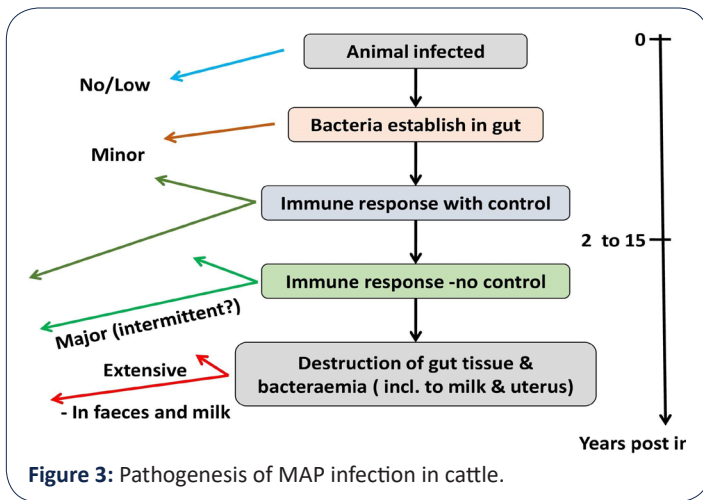 Animal infected
0
No/Low
Bacteria establish in gut
Minor
Immune response with control
2 to 15
Immune response -no control
Major (intermittent?)
Extensive
Destruction of gut tissue &
bacteraemia ( incl. to milk & uterus)
- In faeces and milk
Years post ir
Figure 3: Pathogenesis of MAP infection in cattle.